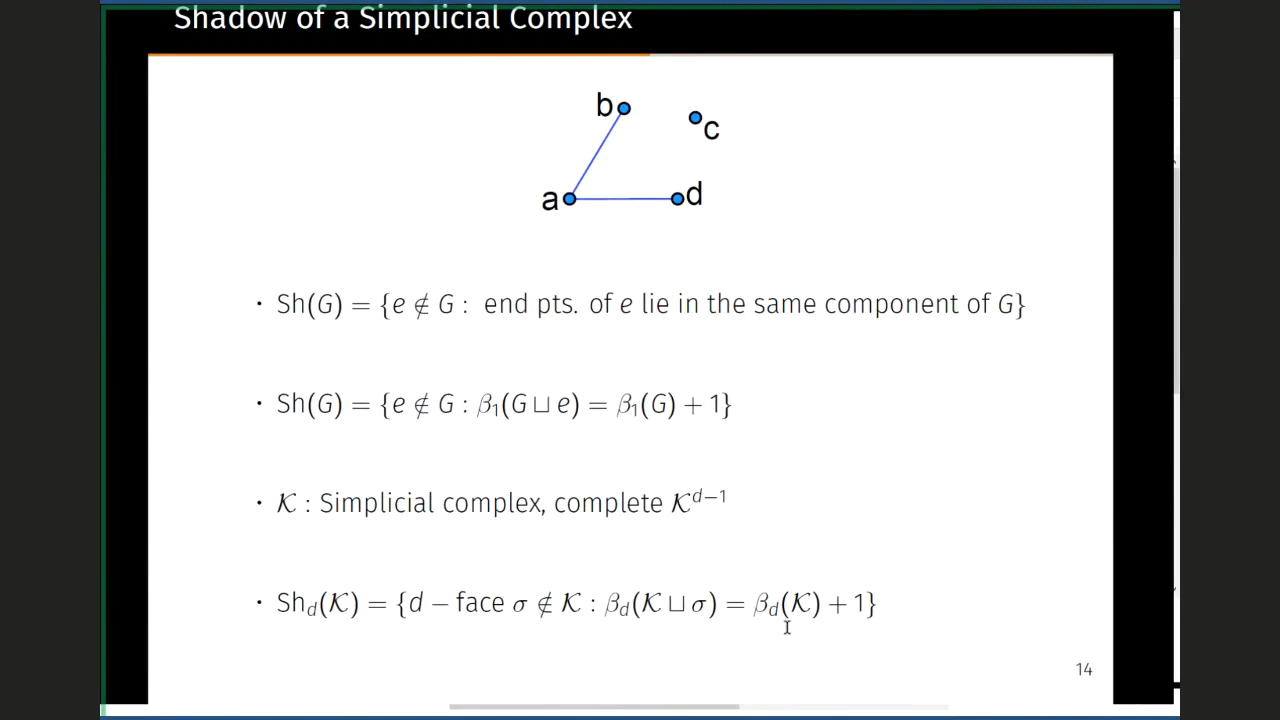 Shadow of a Simplicial Complex
b
c
a
d
· Sh(G) = {e ∉ G : end pts. of e lie in the same component of G}
· Sh(G) = {e ∉ G : β₁(G ⊔ e) = β₁(G) + 1}
· 𝒦 : Simplicial complex, complete 𝒦ᵈ⁻¹
· Sh_d(𝒦) = {d − face σ ∉ 𝒦 : β_d(𝒦 ⊔ σ) = β_d(𝒦) + 1}
14